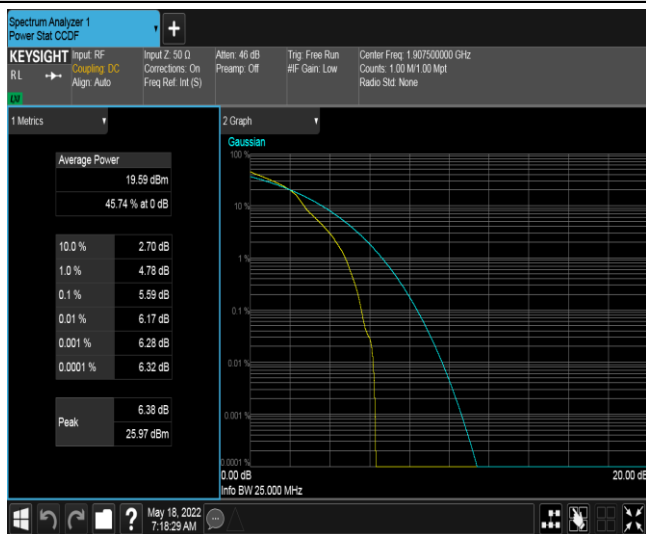 Spectrum Analyzer 1
Power Stat CCDF
+
KEYSIGHT
RL
Input: RF
Coupling: DC
Align: Auto
Input Z: 50 Ω
Corrections: On
Freq Ref: Int (S)
Atten: 46 dB
Preamp: Off
Trig: Free Run
#IF Gain: Low
Center Freq: 1.907500000 GHz
Counts: 1.00 M/1.00 Mpt
Radio Std: None
1 Metrics
Average Power
19.59 dBm
45.74 % at 0 dB
10.0 % 2.70 dB
1.0 % 4.78 dB
0.1 % 5.59 dB
0.01 % 6.17 dB
0.001 % 6.28 dB
0.0001 % 6.32 dB
Peak
6.38 dB
25.97 dBm
2 Graph
Gaussian
100 %
10 %
1 %
0.1 %
0.01 %
0.001 %
0.0001 %
0.00 dB
20.00 dB
Info BW 25.000 MHz
?
May 18, 2022
7:18:29 AM